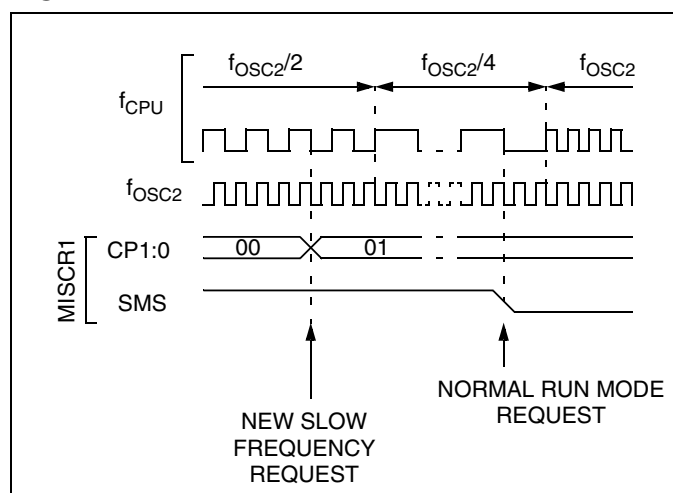 fOSC2/2 fOSC2/4 fOSC2
fCPU
fOSC2
MISCR1
CP1:0 00 01
SMS
NEW SLOW
FREQUENCY
REQUEST
NORMAL RUN MODE
REQUEST